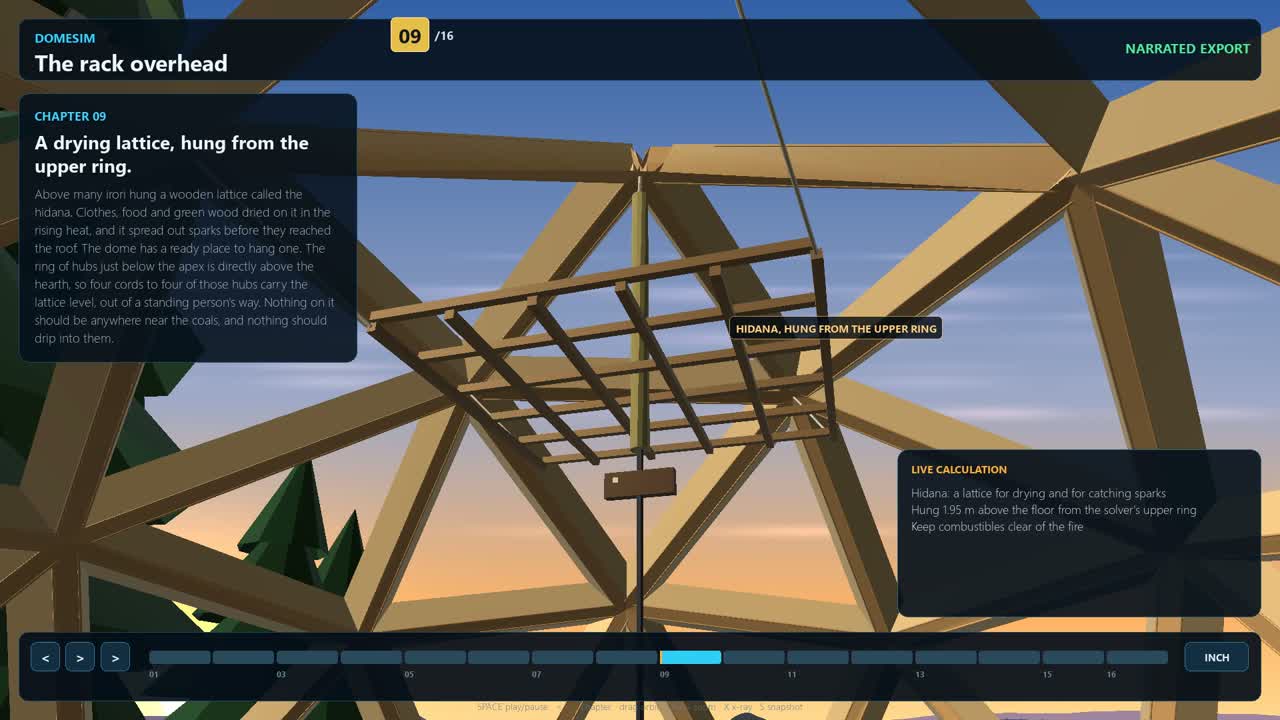 DOMESIM
The rack overhead
09 /16
NARRATED EXPORT
CHAPTER 09
A drying lattice, hung from the
upper ring.
Above many irori hung a wooden lattice called the
hidana. Clothes, food and green wood dried on it in the
rising heat, and it spread out sparks before they reached
the roof. The dome has a ready place to hang one. The
ring of hubs just below the apex is directly above the
hearth, so four cords to four of those hubs carry the
lattice level, out of a standing person's way. Nothing on it
should be anywhere near the coals, and nothing should
drip into them.
HIDANA, HUNG FROM THE UPPER RING
LIVE CALCULATION
Hidana: a lattice for drying and for catching sparks
Hung 1.95 m above the floor from the solver's upper ring
Keep combustibles clear of the fire
< > >
01 03 05 07 09 11 13 15 16
INCH
SPACE play/pause chapter X x-ray S snapshot